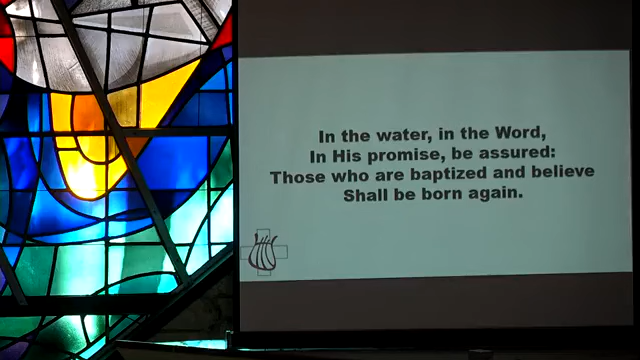 In the water, in the Word,
In His promise, be assured:
Those who are baptized and believe
Shall be born again.